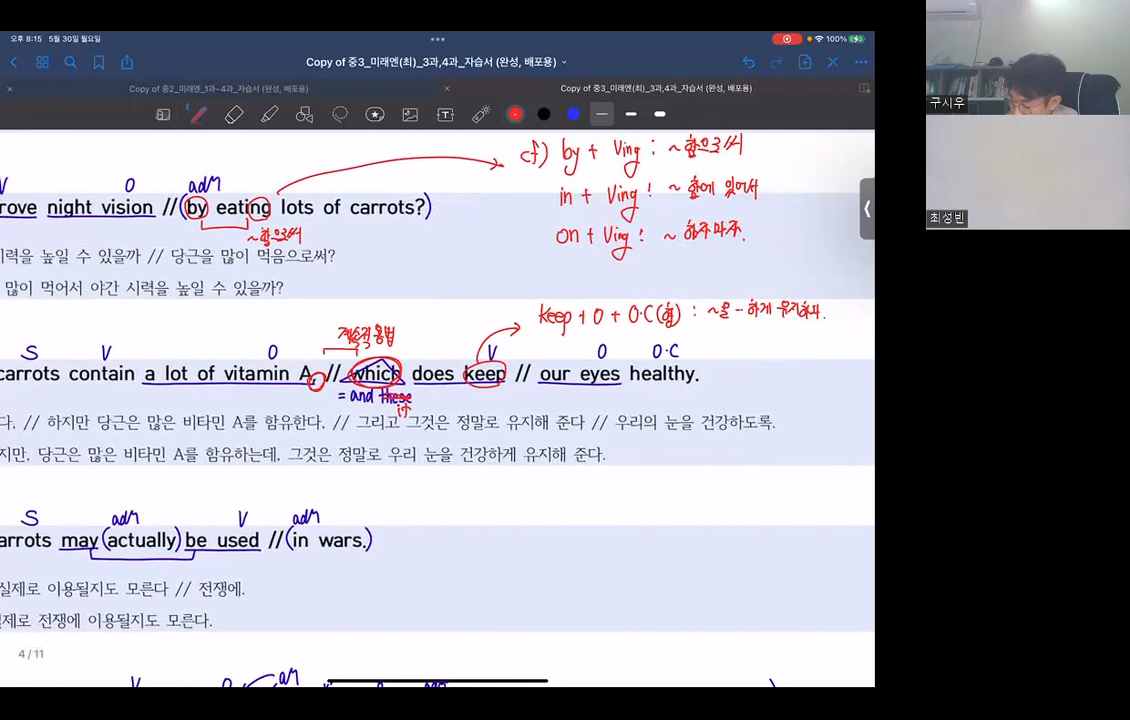 오후 8:15 5월 30일 월요일
100%
Copy of 중3_미래엔(최)_3과,4과_자습서 (완성, 배포용)
Copy of 중2_미래엔_1과~4과_자습서 (완성, 배포용)
Copy of 중3_미래엔(최)_3과,4과_자습서 (완성, 배포용)
구시우
최성빈
cf) by + Ving : ~함으로써
in + Ving : ~함에 있어서
on + Ving : ~하자마자.
V O adM
rove night vision // (by eating lots of carrots?)
~함으로써
시력을 높일 수 있을까 // 당근을 많이 먹음으로써?
많이 먹어서 야간 시력을 높일 수 있을까?
keep + O + O·C(형) : ~을 …하게 유지하다.
계속적 용법
S V O V O O·C
carrots contain a lot of vitamin A, // which does keep // our eyes healthy.
= and these
it
다, // 하지만 당근은 많은 비타민 A를 함유한다, // 그리고 그것은 정말로 유지해 준다 // 우리의 눈을 건강하도록.
지만, 당근은 많은 비타민 A를 함유하는데, 그것은 정말로 우리 눈을 건강하게 유지해 준다.
S adM V adM
arrots may (actually) be used // (in wars.)
실제로 이용될지도 모른다 // 전쟁에.
실제로 전쟁에 이용될지도 모른다.
4 / 11
adM